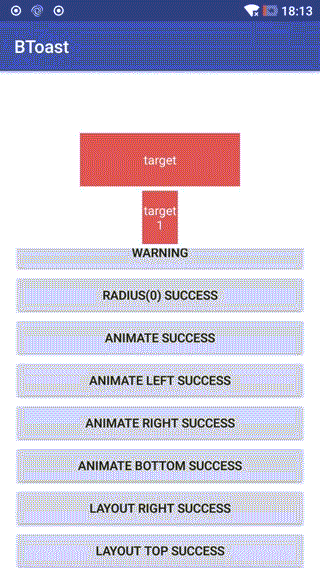 18:13
BToast
target
target
1
WARNING
RADIUS(0) SUCCESS
ANIMATE SUCCESS
ANIMATE LEFT SUCCESS
ANIMATE RIGHT SUCCESS
ANIMATE BOTTOM SUCCESS
LAYOUT RIGHT SUCCESS
LAYOUT TOP SUCCESS